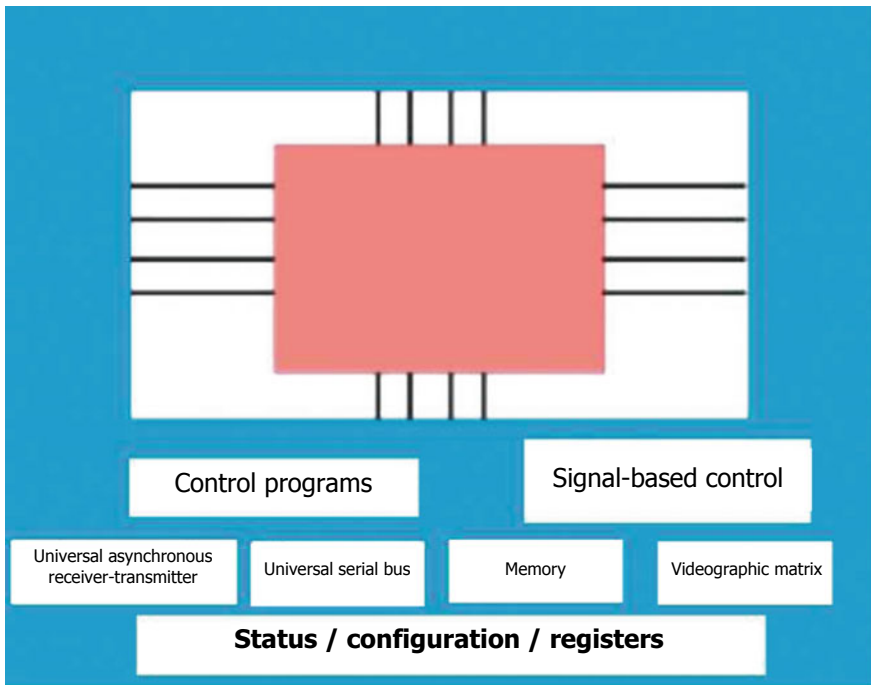 Control programs
Signal-based control
Universal asynchronous
receiver-transmitter
Universal serial bus
Memory
Videographic matrix
Status / configuration / registers